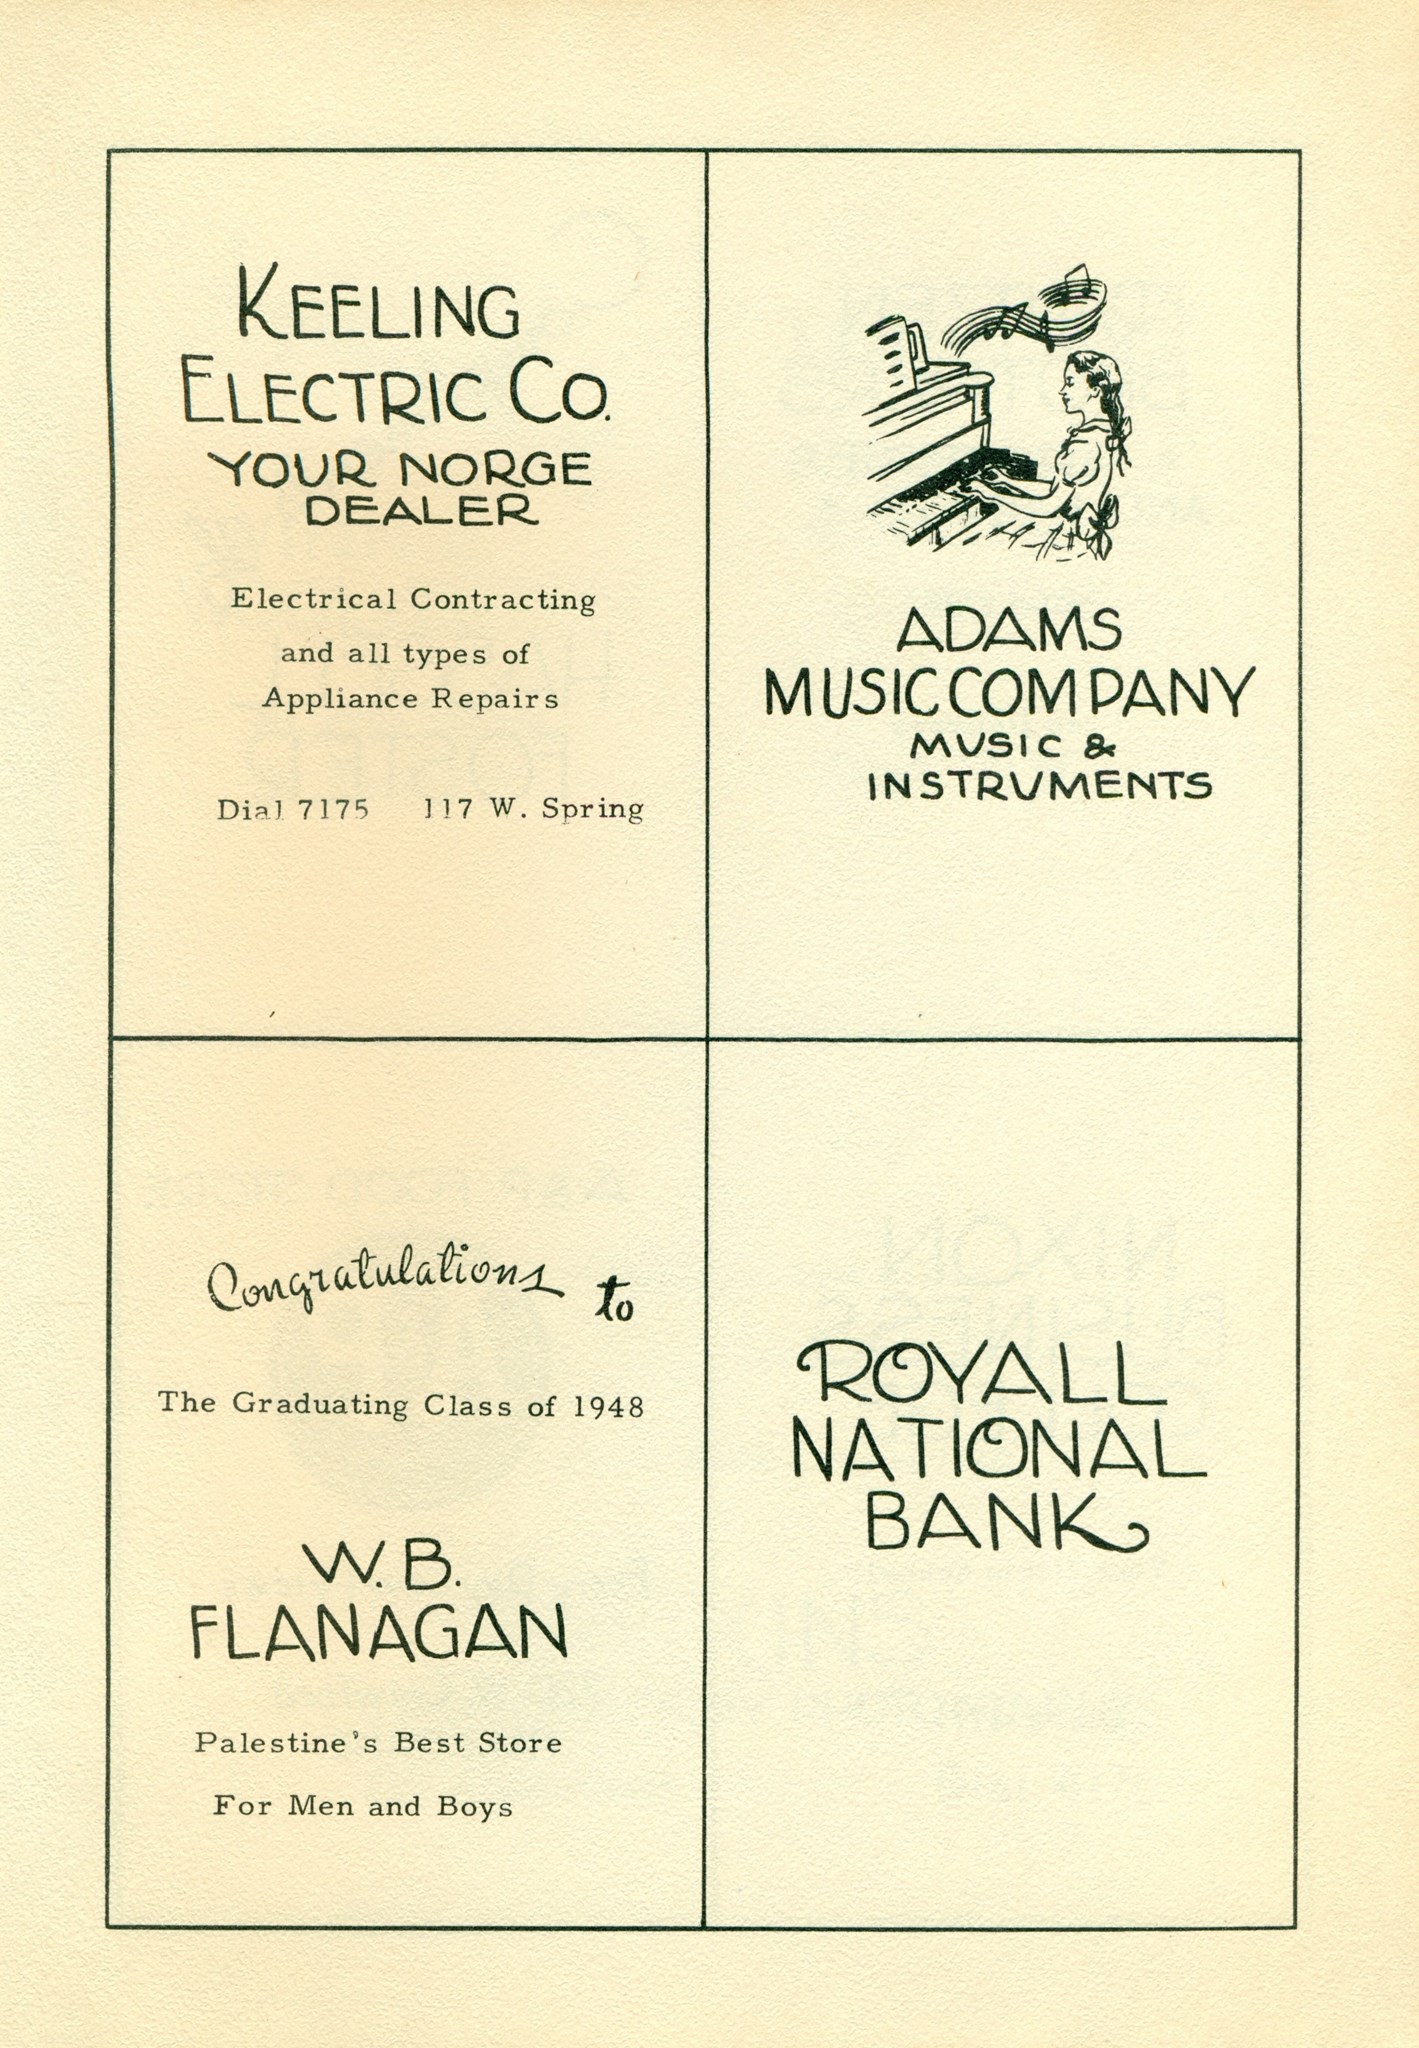 KEELING
ELECTRIC CO.
YOUR NORGE
DEALER
Electrical Contracting
and all types of
Appliance Repairs
Dial 7175 117 W. Spring
ADAMS
MUSIC COMPANY
MUSIC &
INSTRUMENTS
Congratulations to
The Graduating Class of 1948
W. B.
FLANAGAN
Palestine's Best Store
For Men and Boys
ROYALL
NATIONAL
BANK